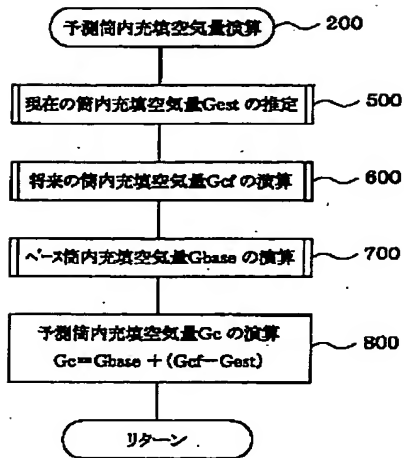 予測筒内充填空気量演算
200
現在の筒内充填空気量Gest の推定
500
将来の筒内充填空気量Gcf の演算
600
ベース筒内充填空気量Gbase の演算
700
予測筒内充填空気量Gc の演算
Gc=Gbase + (Gcf-Gest)
800
リターン